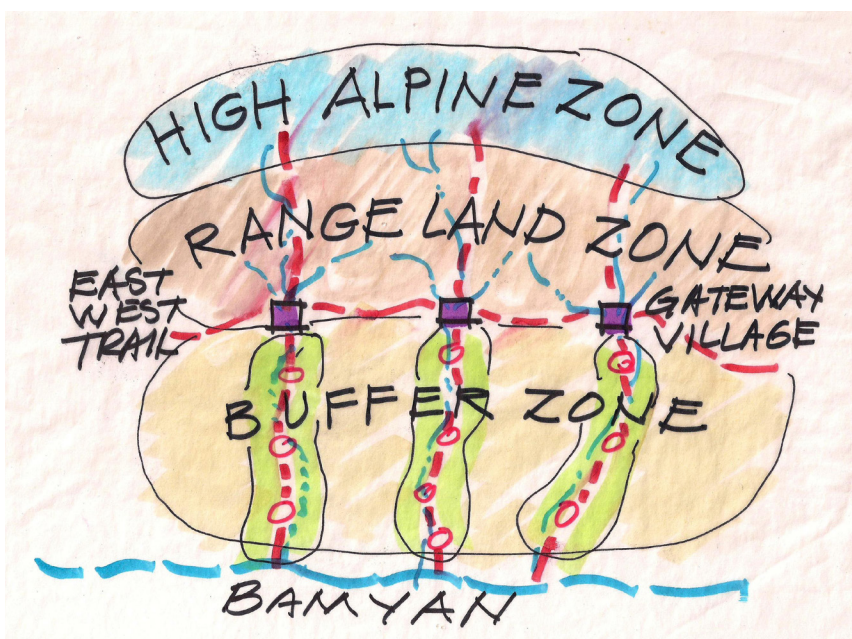 HIGH ALPINE ZONE
RANGE LAND ZONE
EAST
WEST
TRAIL
GATEWAY
VILLAGE
BUFFER ZONE
BAMYAN